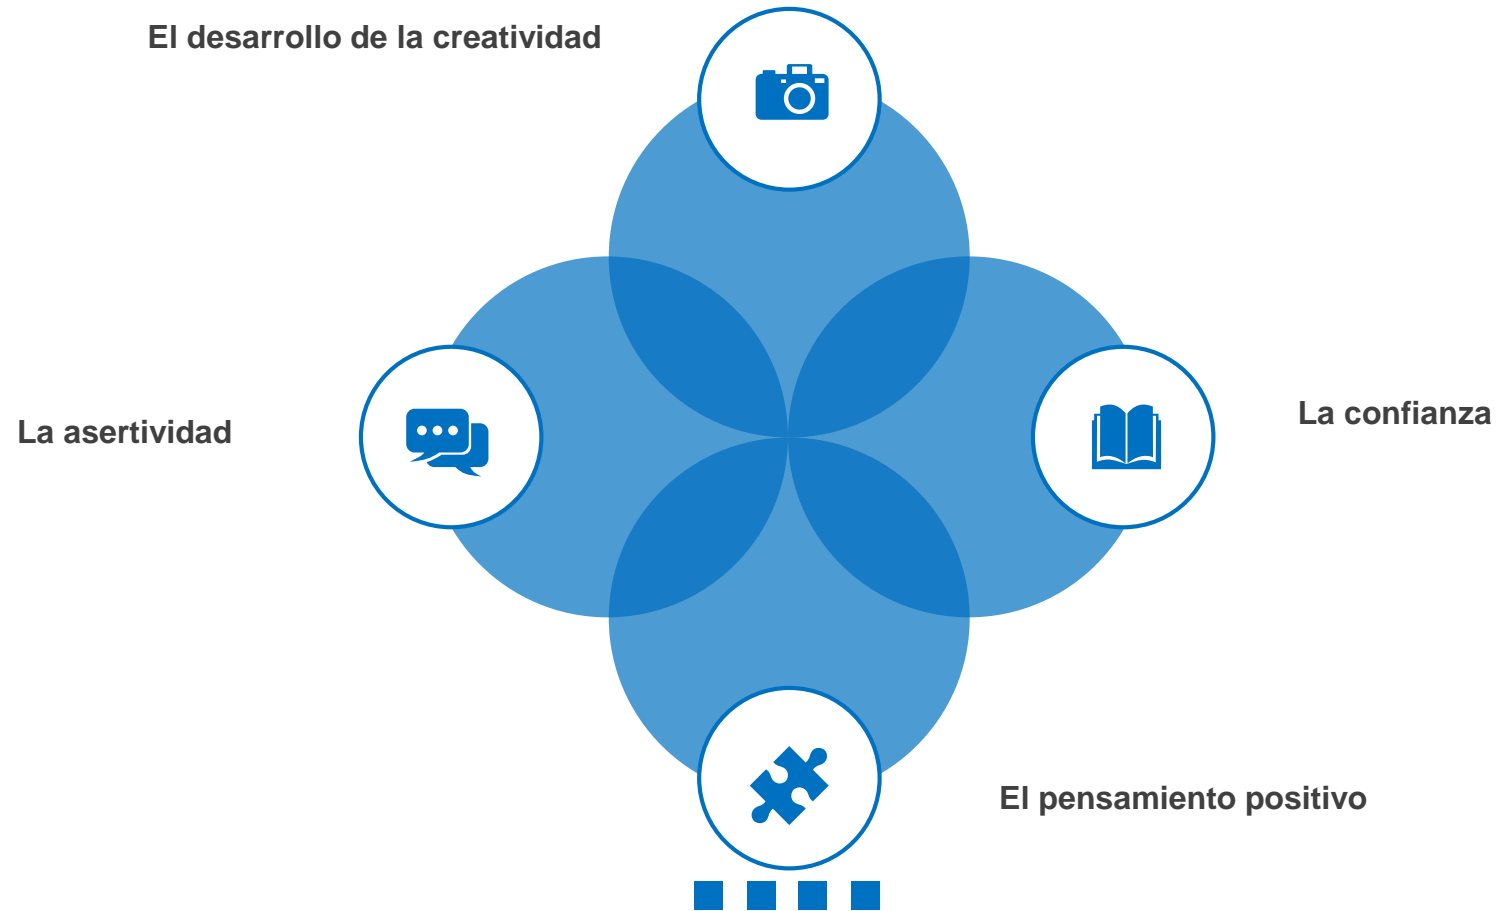 El desarrollo de la creatividad
La asertividad
La confianza
El pensamiento positivo